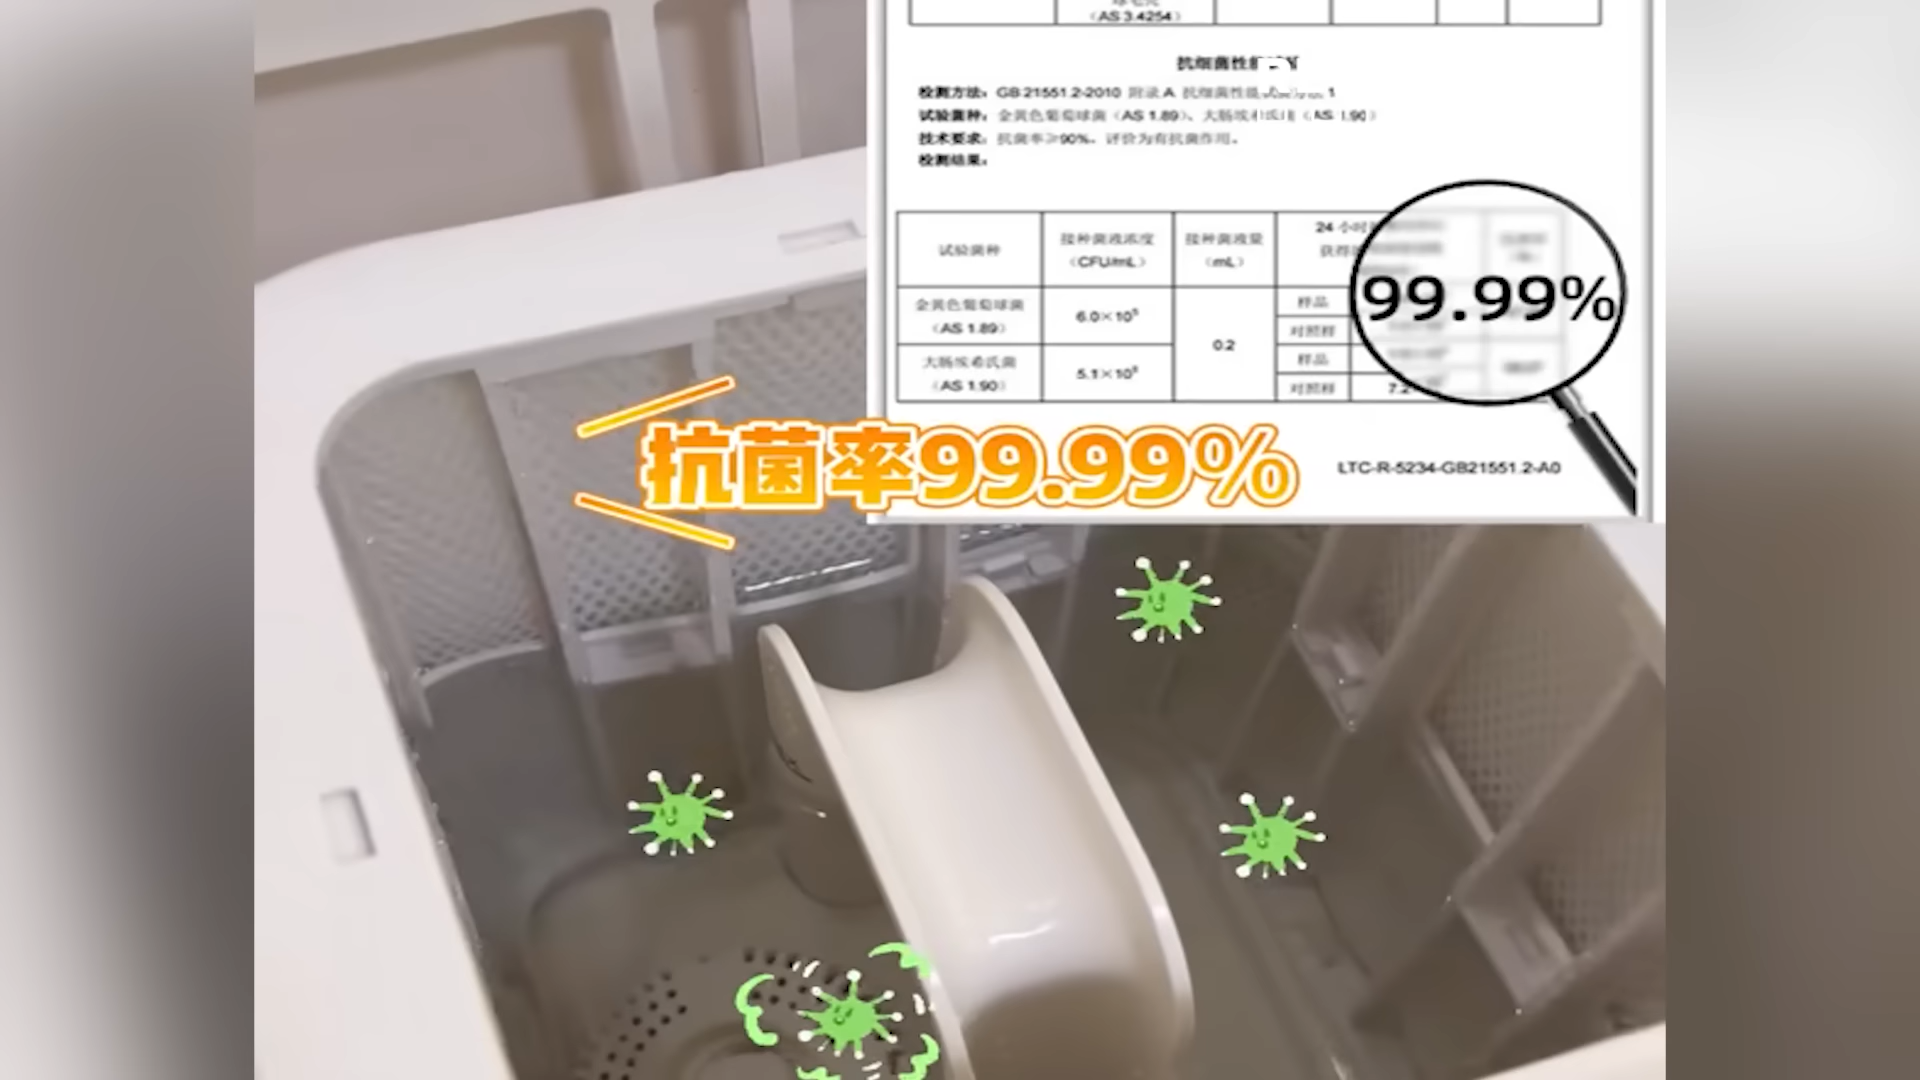 (AS 3.4254)
检测方法：GB 21551.2-2010 附录 A 抗细菌性能
试验菌种：金黄色葡萄球菌（AS 1.89）、大肠埃希氏菌（AS 1.90）
技术要求：抗菌率≥90%，评价为有抗菌作用。
检测结果：
试验菌种
接种菌液浓度
（CFU/mL）
接种菌液量
（mL）
24 小时
金黄色葡萄球菌
（AS 1.89）
6.0×10⁵
0.2
样品
对照样
大肠埃希氏菌
（AS 1.90）
样品
对照样
99.99%
抗菌率99.99%
LTC-R-5234-GB21551.2-A0